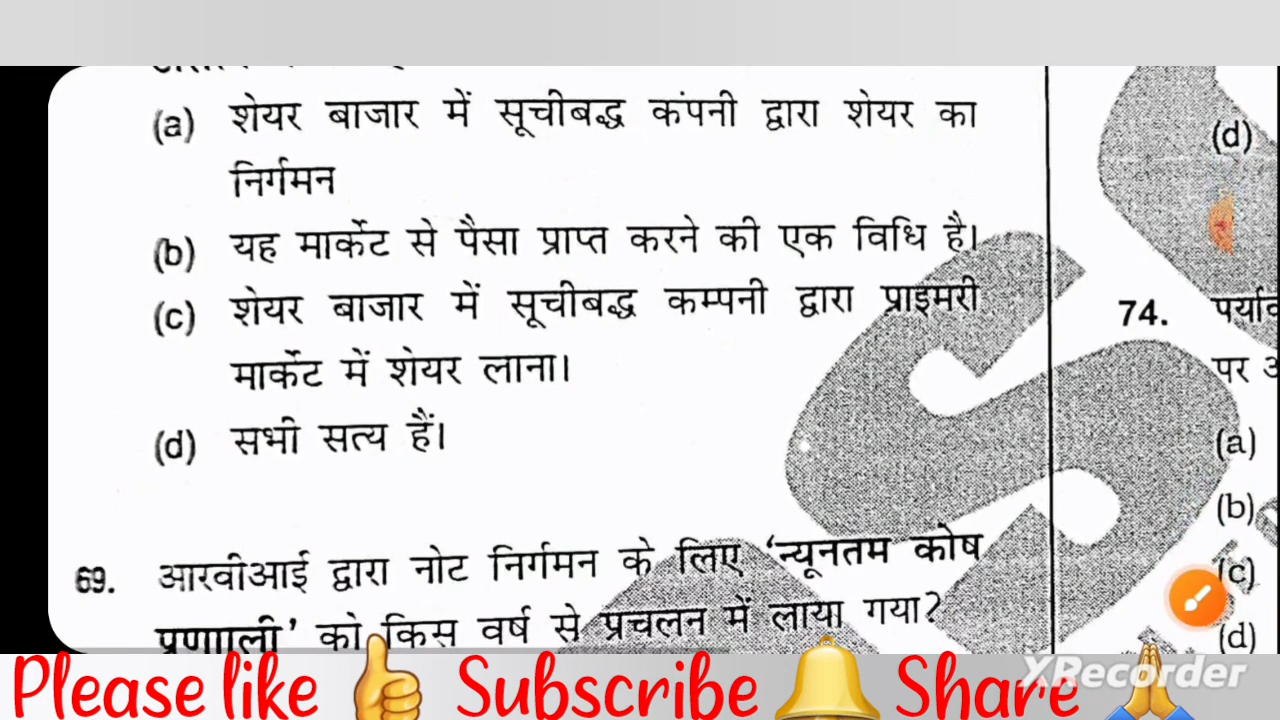 (a) शेयर बाजार में सूचीबद्ध कंपनी द्वारा शेयर का
निर्गमन
(b) यह मार्केट से पैसा प्राप्त करने की एक विधि है।
(c) शेयर बाजार में सूचीबद्ध कम्पनी द्वारा प्राइमरी
मार्केट में शेयर लाना।
(d) सभी सत्य हैं।
69. आरवीआई द्वारा नोट निर्गमन के लिए 'न्यूनतम कोष
प्रणाली' को किस वर्ष से प्रचलन में लाया गया?
(d)
74.
पर
(a)
(b)
(c)
(d)
XRecorder
Please like Subscribe Share